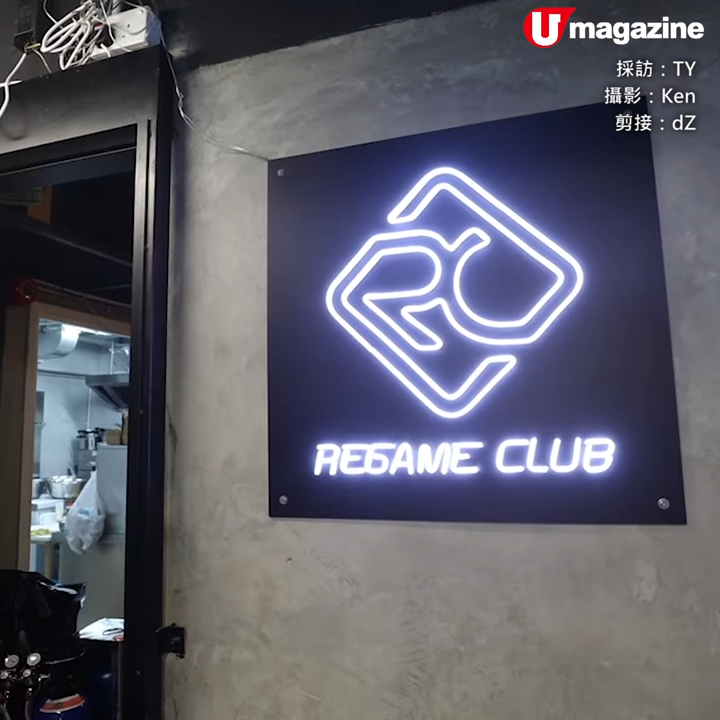 U magazine
採訪：TY
攝影：Ken
剪接：dZ
RC
REGAME CLUB